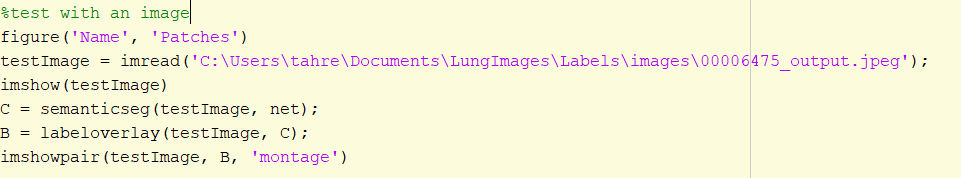 %test with an image
figure('Name', 'Patches')
testImage = imread('C:\Users\tahre\Documents\LungImages\Labels\images\00006475_output.jpeg');
imshow(testImage)
C = semanticseg(testImage, net);
B = labeloverlay(testImage, C);
imshowpair(testImage, B, 'montage')